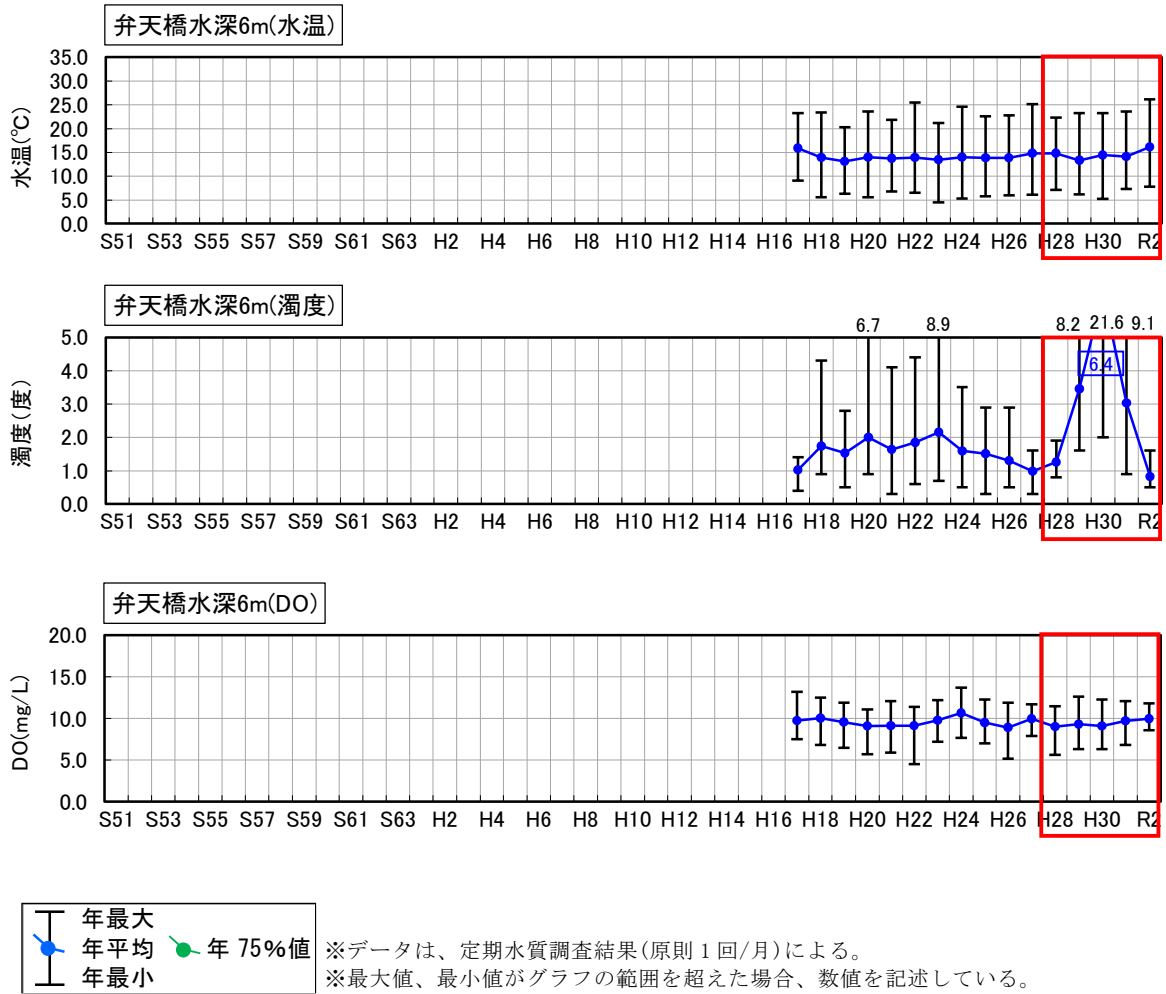 弁天橋水深6m(水温)
35.0
30.0
25.0
20.0
15.0
10.0
5.0
0.0
水温(℃)
S51 S53 S55 S57 S59 S61 S63 H2 H4 H6 H8 H10 H12 H14 H16 H18 H20 H22 H24 H26 H28 H30 R2
弁天橋水深6m(濁度)
6.7 8.9 8.2 21.6 9.1
5.0
4.0
3.0
2.0
1.0
0.0
6.4
濁度(度)
S51 S53 S55 S57 S59 S61 S63 H2 H4 H6 H8 H10 H12 H14 H16 H18 H20 H22 H24 H26 H28 H30 R2
弁天橋水深6m(DO)
20.0
15.0
10.0
5.0
0.0
DO(mg/L)
S51 S53 S55 S57 S59 S61 S63 H2 H4 H6 H8 H10 H12 H14 H16 H18 H20 H22 H24 H26 H28 H30 R2
年最大
年平均 年75%値
年最小
※データは、定期水質調査結果(原則1回/月)による。
※最大値、最小値がグラフの範囲を超えた場合、数値を記述している。